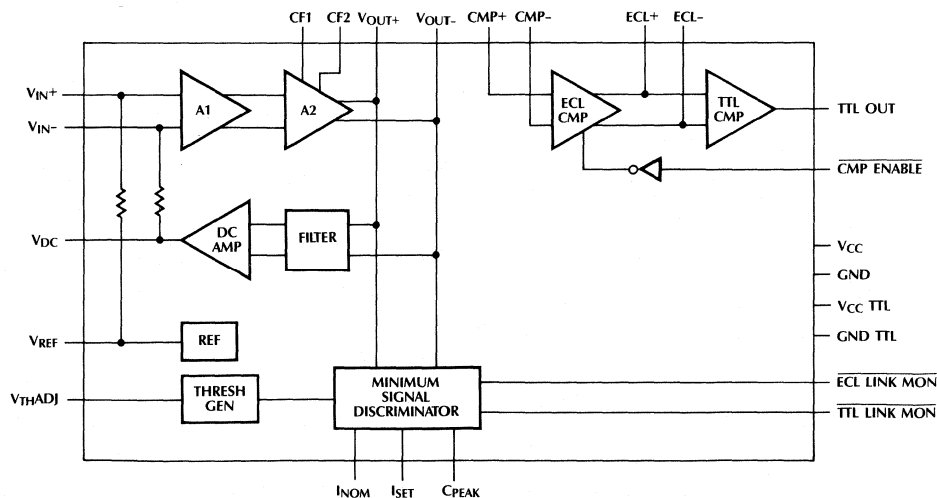 CF1 CF2 VOUT+ VOUT– CMP+ CMP– ECL+ ECL–
VIN+
A1
A2
ECL
CMP
TTL
CMP
TTL OUT
VIN–
CMP ENABLE
VDC
DC
AMP
FILTER
VCC
GND
VCC TTL
GND TTL
VREF
REF
VTHADJ
THRESH
GEN
MINIMUM
SIGNAL
DISCRIMINATOR
ECL LINK MON
TTL LINK MON
INOM ISET CPEAK